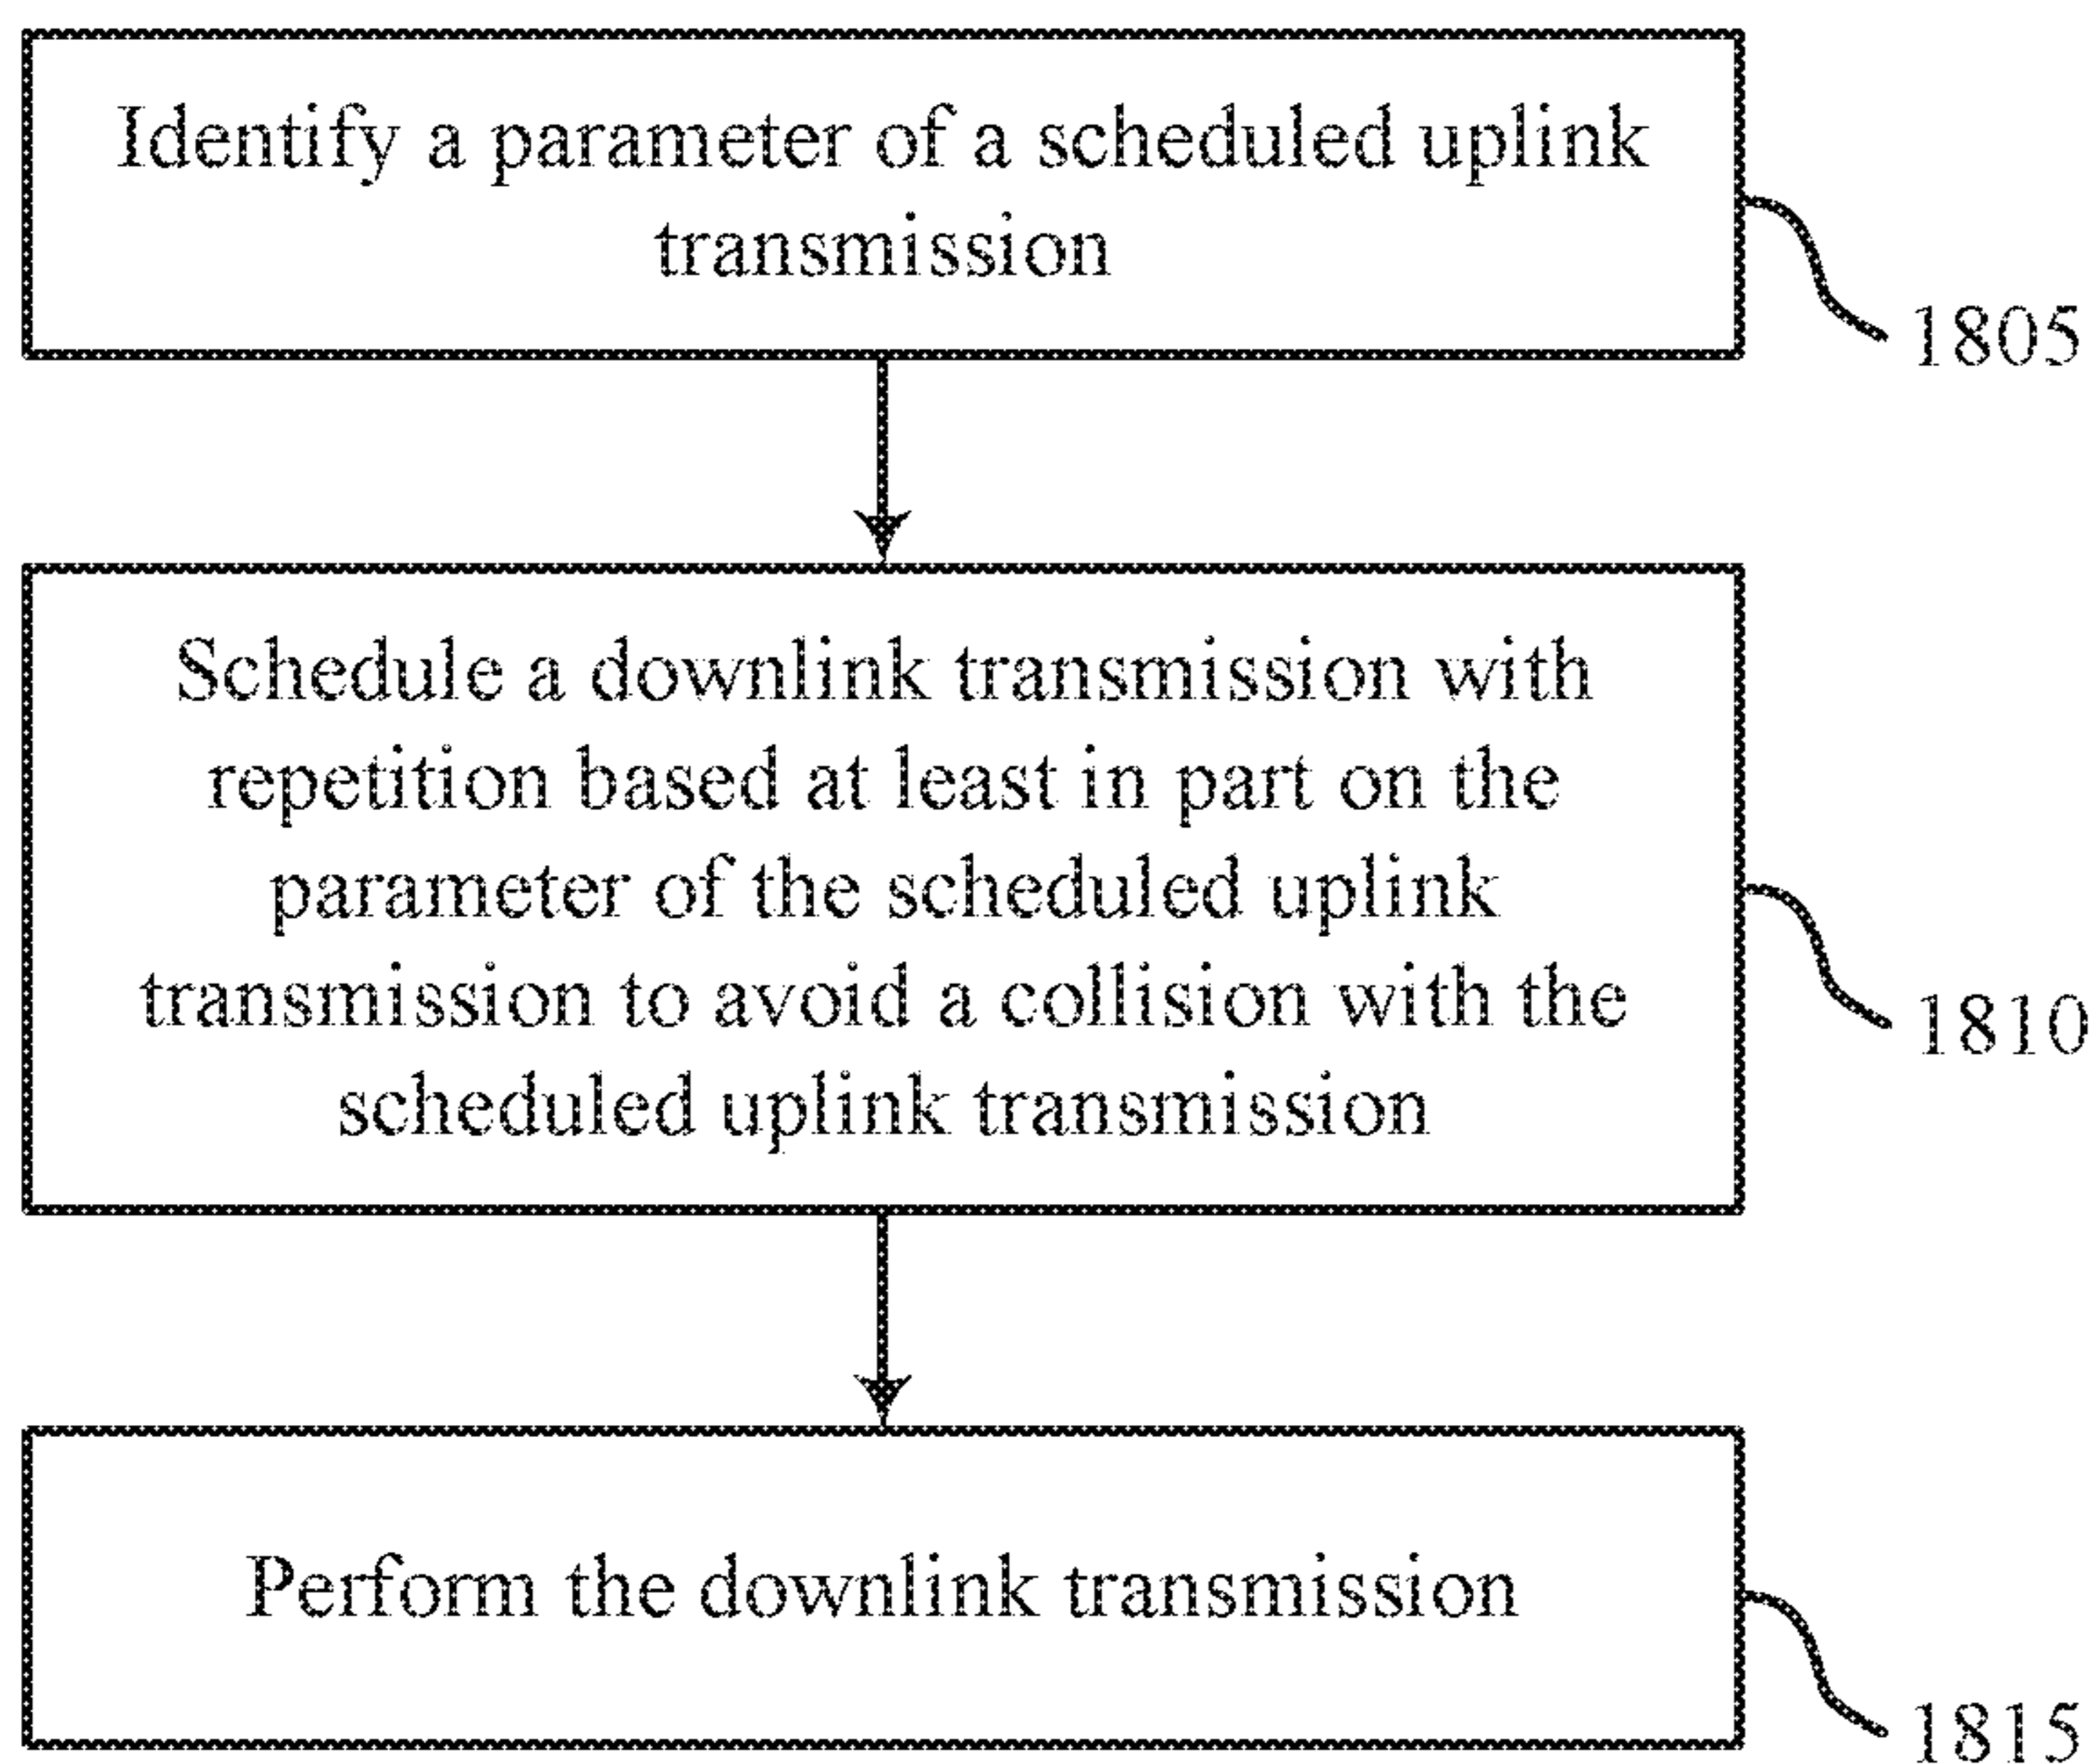 Identify a parameter of a scheduled uplink
transmission
1805
Schedule a downlink transmission with
repetition based at least in part on the
parameter of the scheduled uplink
transmission to avoid a collision with the
scheduled uplink transmission
1810
Perform the downlink transmission
1815